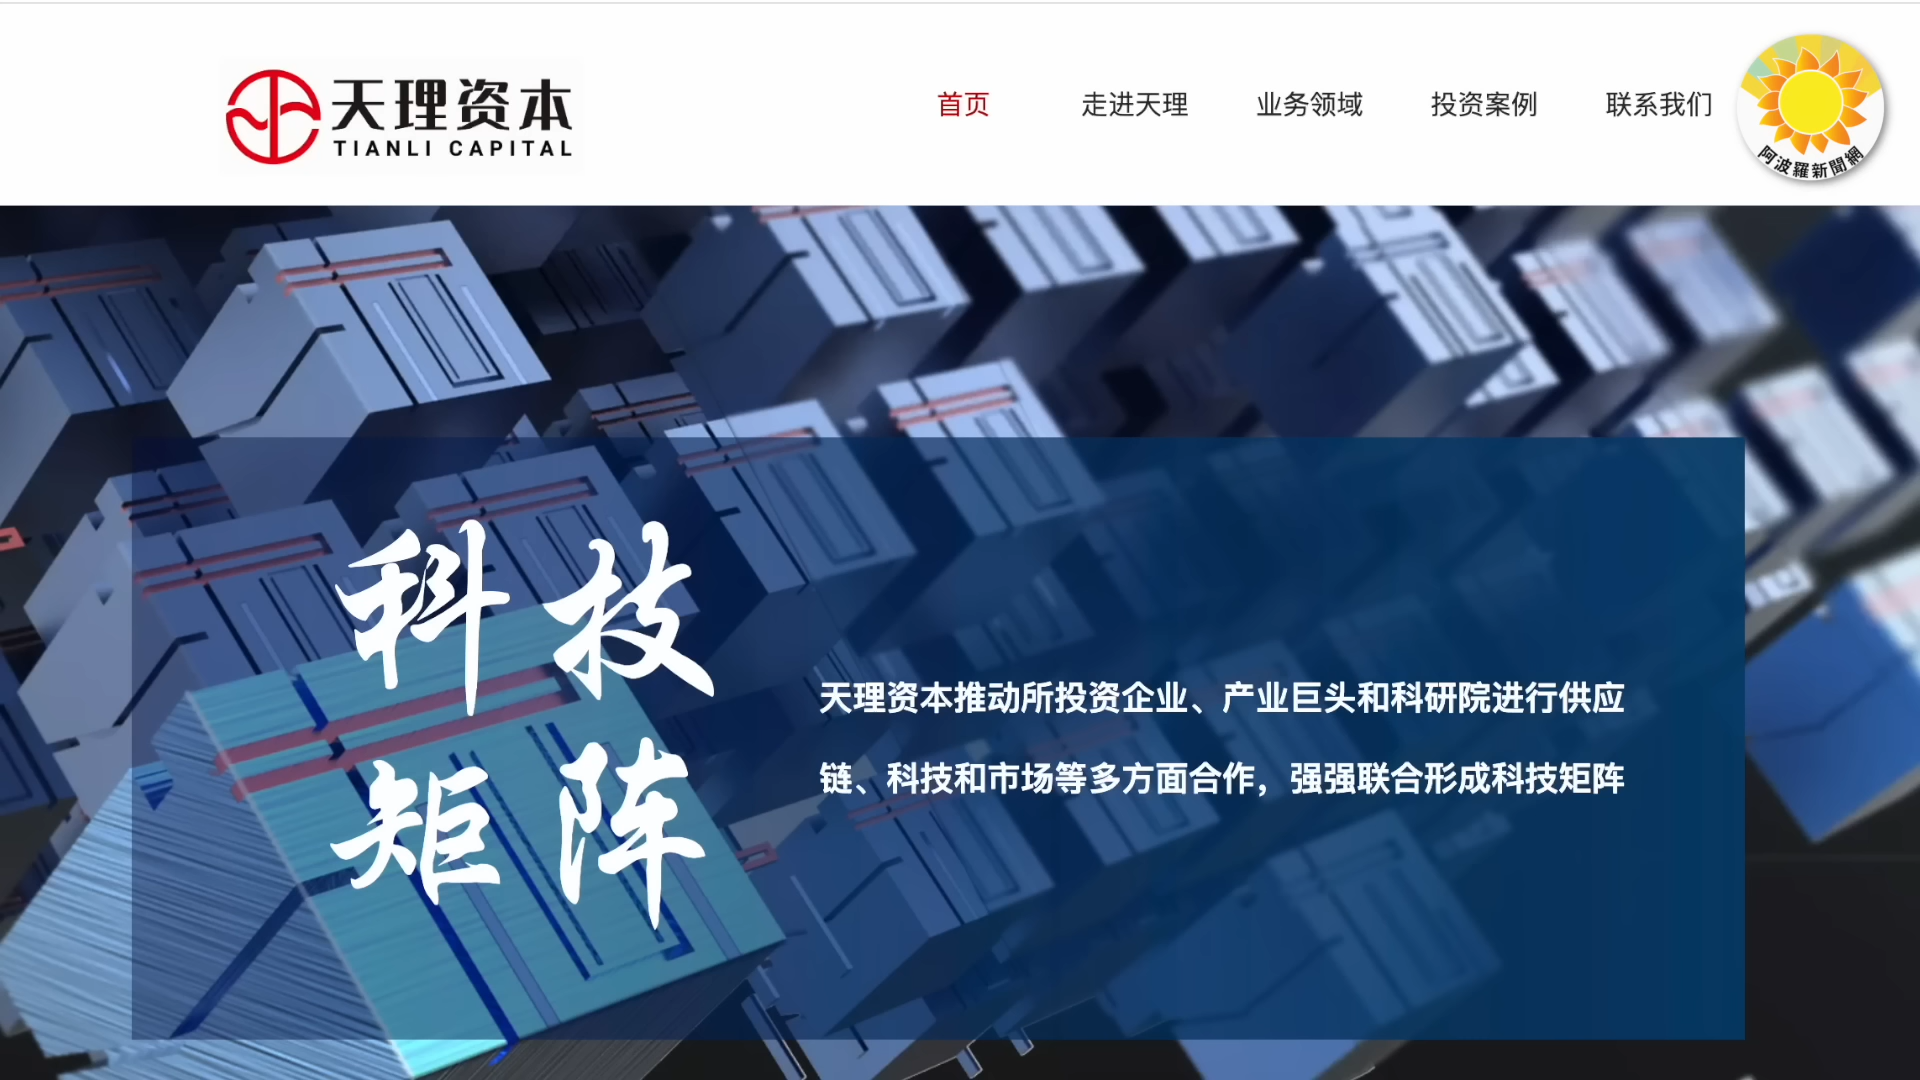 天理资本
TIANLI CAPITAL
首页
走进天理
业务领域
投资案例
联系我们
阿波羅新聞網
科技
矩阵
天理资本推动所投资企业、产业巨头和科研院进行供应
链、科技和市场等多方面合作，强强联合形成科技矩阵